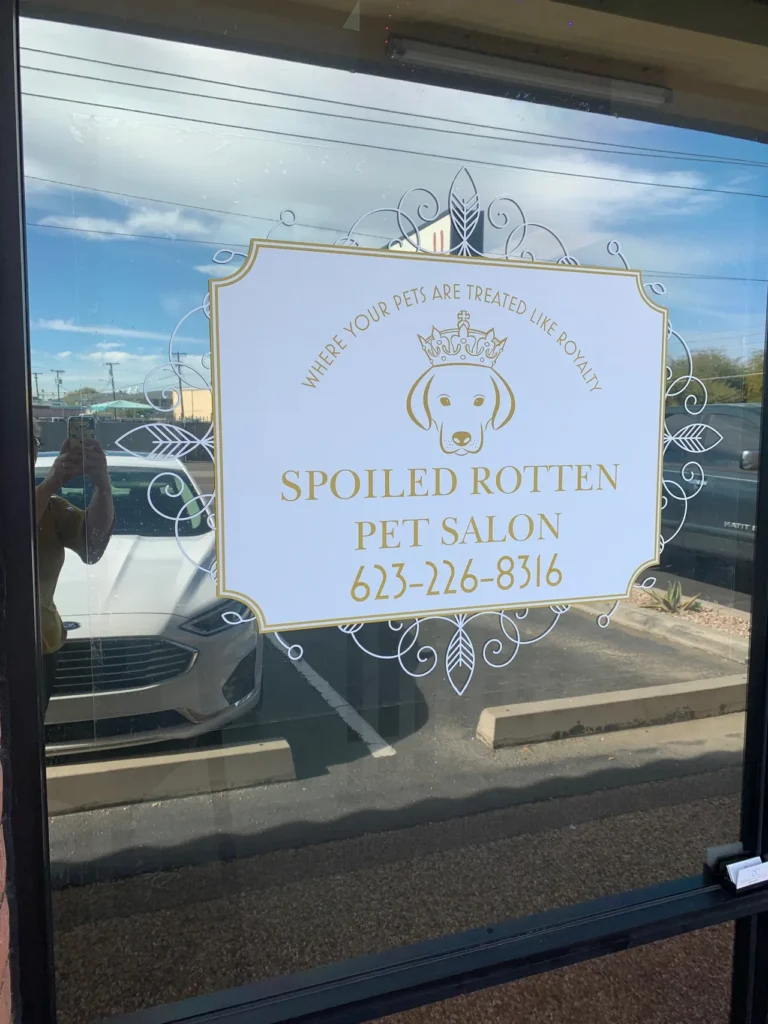 WHERE YOUR PETS ARE TREATED LIKE ROYALTY
SPOILED ROTTEN
PET SALON
623-226-8316